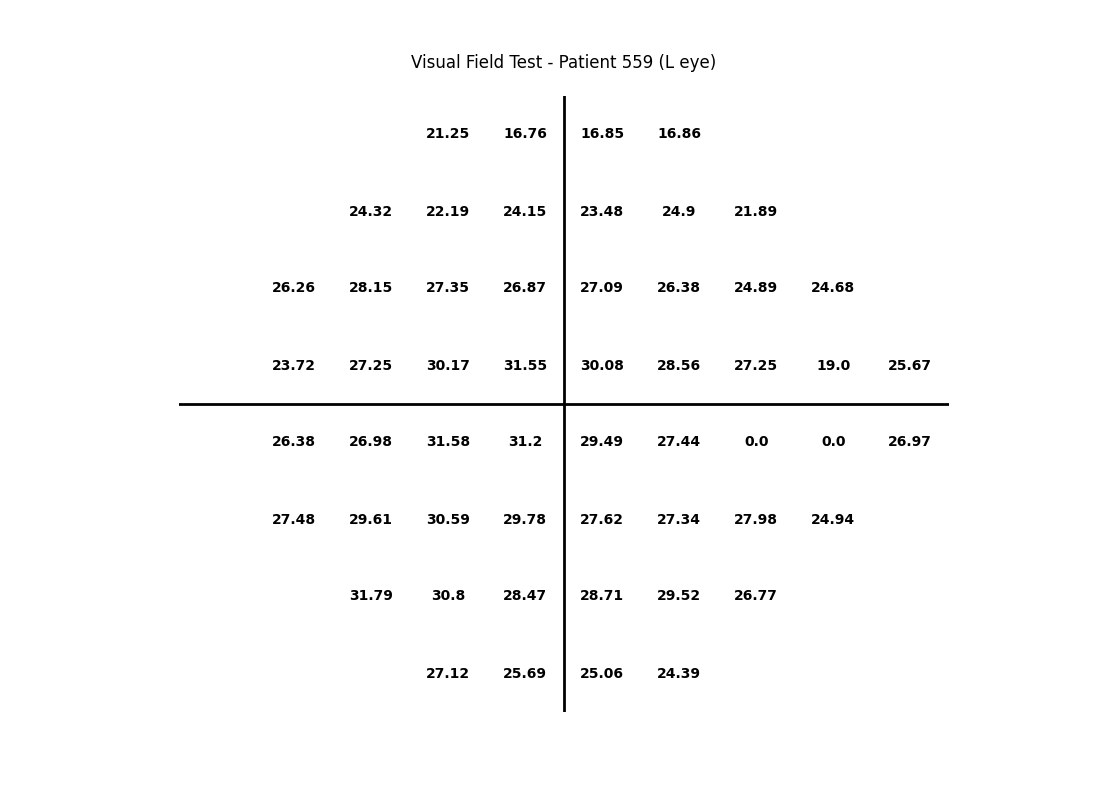 Visual Field Test - Patient 559 (L eye)
21.25 16.76 16.85 16.86
24.32 22.19 24.15 23.48 24.9 21.89
26.26 28.15 27.35 26.87 27.09 26.38 24.89 24.68
23.72 27.25 30.17 31.55 30.08 28.56 27.25 19.0 25.67
26.38 26.98 31.58 31.2 29.49 27.44 0.0 0.0 26.97
27.48 29.61 30.59 29.78 27.62 27.34 27.98 24.94
31.79 30.8 28.47 28.71 29.52 26.77
27.12 25.69 25.06 24.39